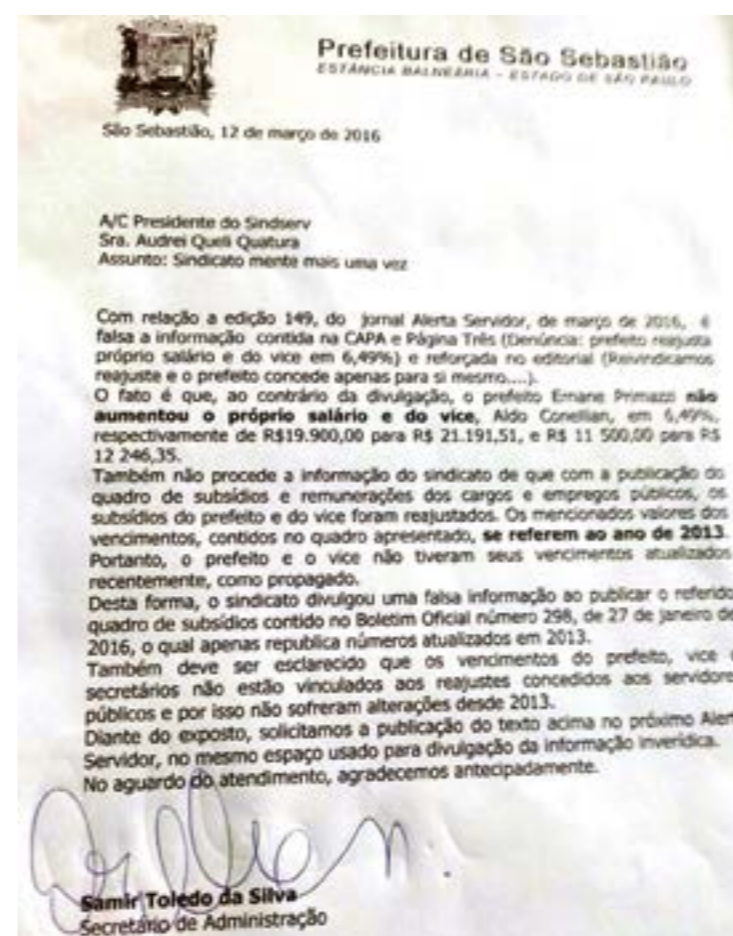 Prefeitura de São Sebastião
ESTÂNCIA BALNEÁRIA - ESTADO DE SÃO PAULO
São Sebastião, 12 de março de 2016
A/C Presidente do Sindserv
Sra. Audrei Queli Quatura
Assunto: Sindicato mente mais uma vez
Com relação a edição 149, do jornal Alerta Servidor, de março de 2016, é
falsa a informação contida na CAPA e Página Três (Denúncia: prefeito reajusta
próprio salário e do vice em 6,49%) e reforçada no editorial (Reivindicamos
reajuste e o prefeito concede apenas para si mesmo....).
O fato é que, ao contrário da divulgação, o prefeito Ernane Primazzi não
aumentou o próprio salário e do vice, Aldo Conellian, em 6,49%,
respectivamente de R$19.900,00 para R$ 21.191,51, e R$ 11 500,00 para R$
12 246,35.
Também não procede a informação do sindicato de que com a publicação do
quadro de subsídios e remunerações dos cargos e empregos públicos, os
subsídios do prefeito e do vice foram reajustados. Os mencionados valores dos
vencimentos, contidos no quadro apresentado, se referem ao ano de 2013.
Portanto, o prefeito e o vice não tiveram seus vencimentos atualizados
recentemente, como propagado.
Desta forma, o sindicato divulgou uma falsa informação ao publicar o referido
quadro de subsídios contido no Boletim Oficial número 298, de 27 de janeiro de
2016, o qual apenas republica números atualizados em 2013.
Também deve ser esclarecido que os vencimentos do prefeito, vice e
secretários não estão vinculados aos reajustes concedidos aos servidore
públicos e por isso não sofreram alterações desde 2013.
Diante do exposto, solicitamos a publicação do texto acima no próximo Alert
Servidor, no mesmo espaço usado para divulgação da informação inverídica.
No aguardo do atendimento, agradecemos antecipadamente.
Samir Toledo da Silva
Secretário de Administração